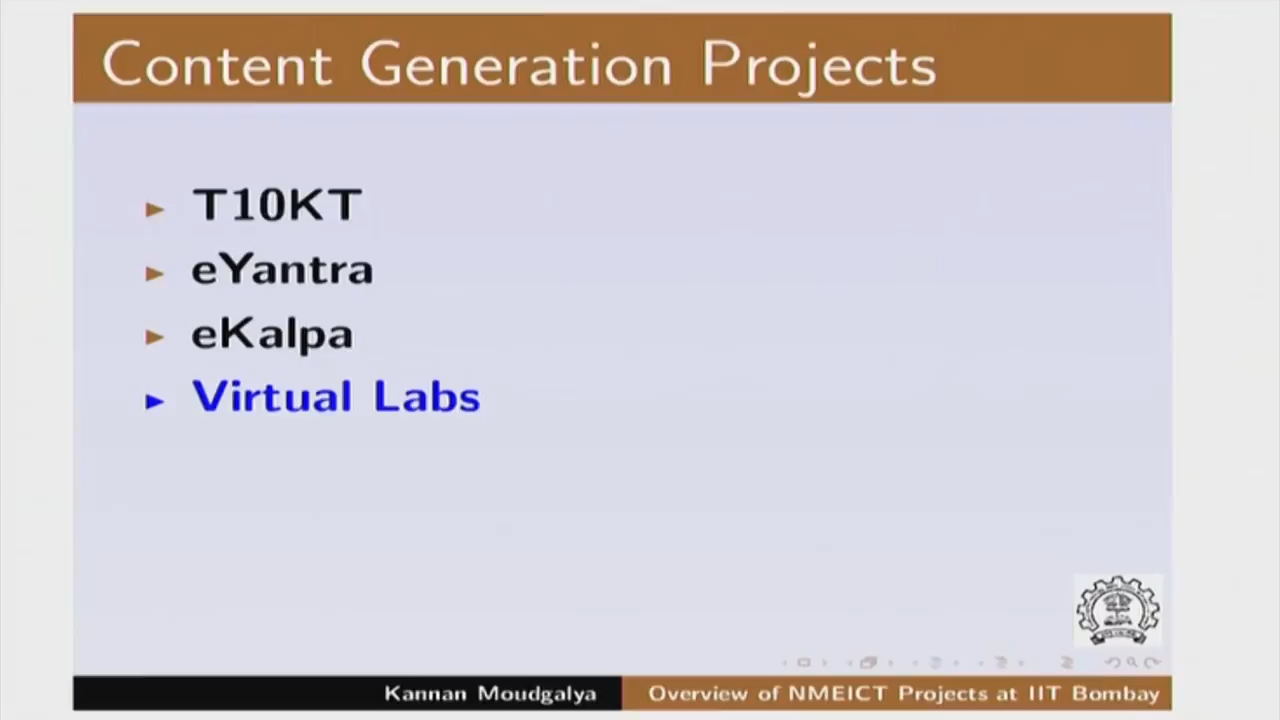 Content Generation Projects
T10KT
eYantra
eKalpa
Virtual Labs
Kannan Moudgalya
Overview of NMEICT Projects at IIT Bombay